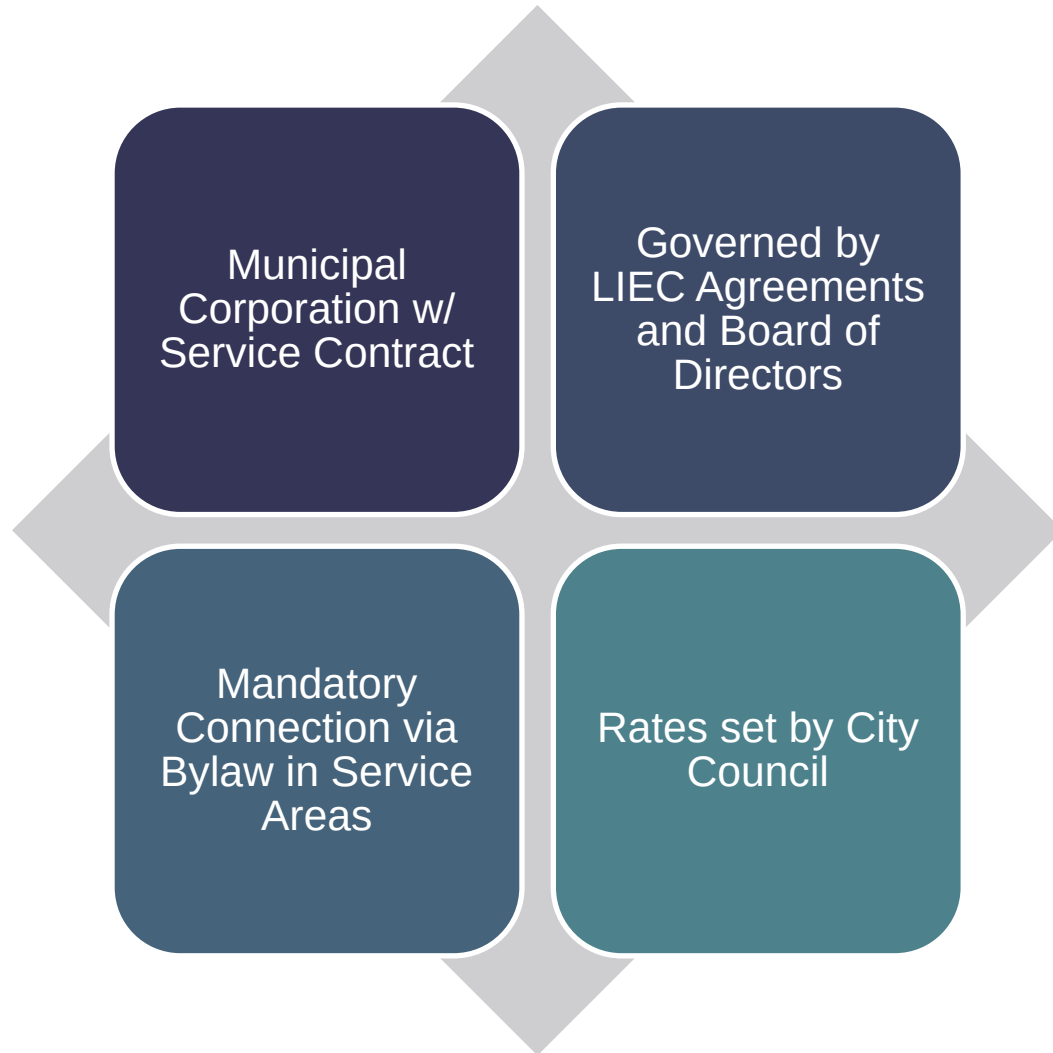 Municipal
Corporation w/
Service Contract
Governed by
LIEC Agreements
and Board of
Directors
Mandatory
Connection via
Bylaw in Service
Areas
Rates set by City
Council